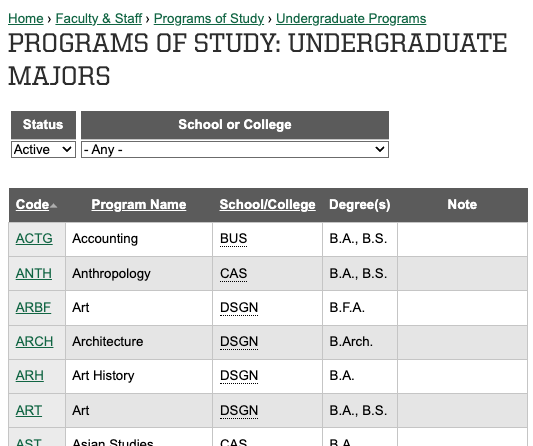 Home › Faculty & Staff › Programs of Study › Undergraduate Programs
PROGRAMS OF STUDY: UNDERGRADUATE
MAJORS
Status School or College
Active - Any -
Code Program Name School/College Degree(s) Note
ACTG Accounting BUS B.A., B.S.
ANTH Anthropology CAS B.A., B.S.
ARBF Art DSGN B.F.A.
ARCH Architecture DSGN B.Arch.
ARH Art History DSGN B.A.
ART Art DSGN B.A., B.S.
AST Asian Studies CAS B.A.